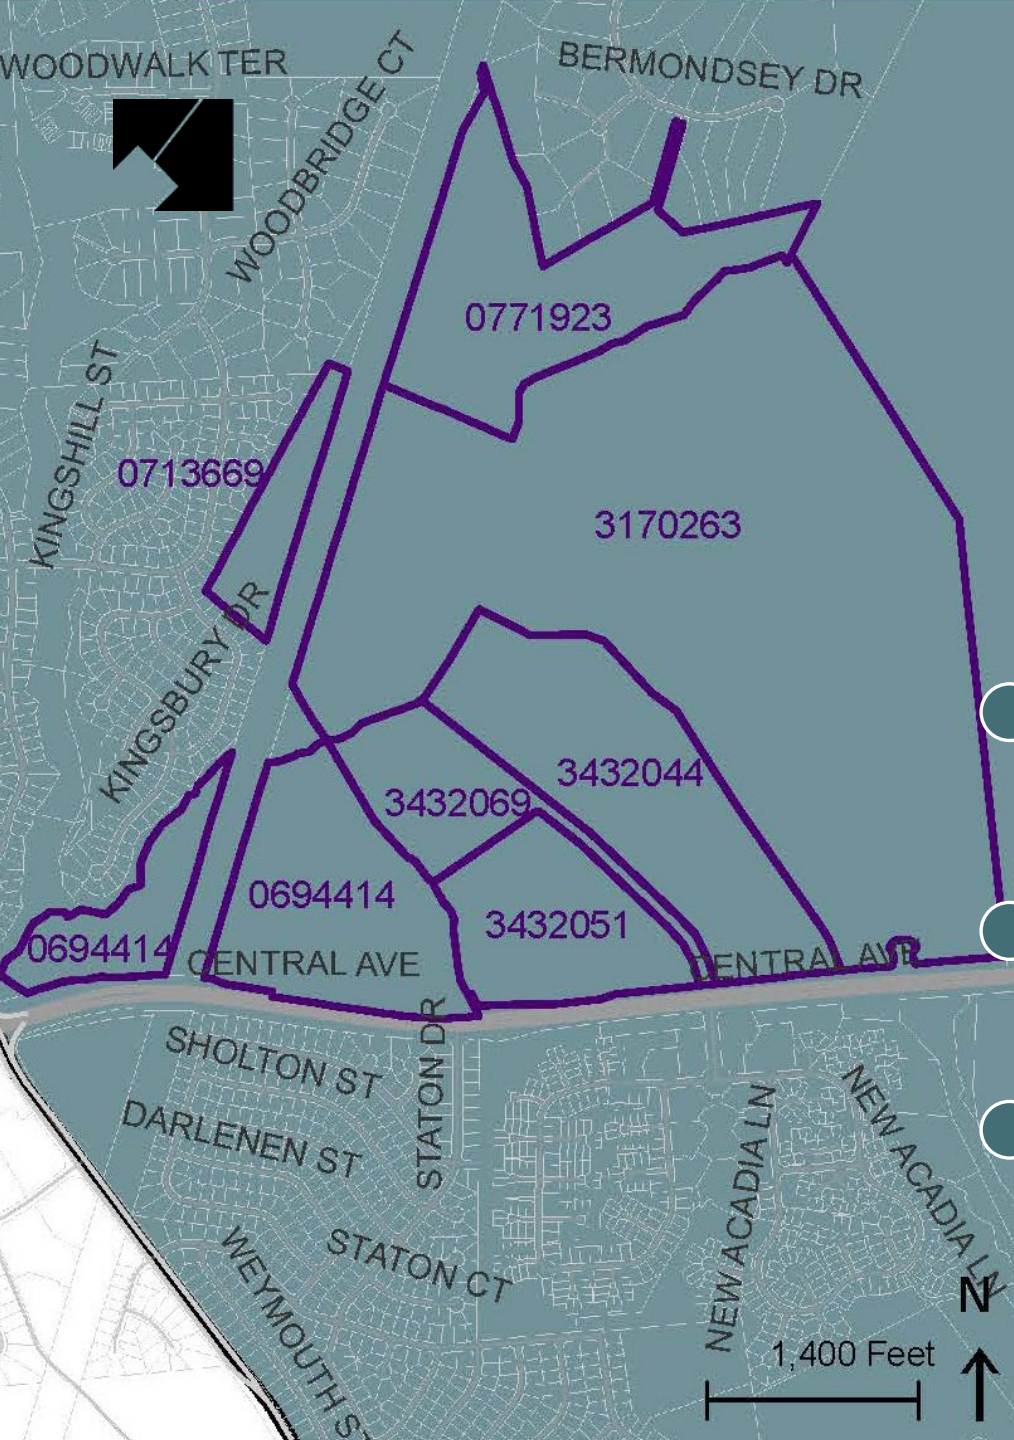 WOODWALK TER
WOODBRIDGE CT
BERMONDSEY DR
0771923
KINGSHILL ST
0713669
3170263
KINGSBURY DR
3432044
3432069
0694414
3432051
0694414
CENTRAL AVE
CENTRAL AVE
SHOLTON ST
STATON DR
DARLENEN ST
NEW ACADIA LN
NEW ACADIA LN
STATON CT
WEYMOUTH ST
N
1,400 Feet